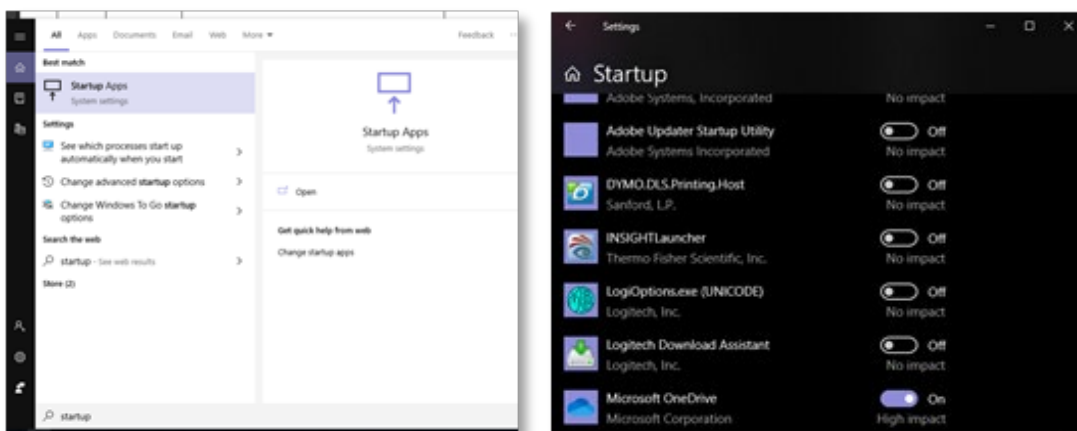 All Apps Documents Email Web More Feedback ...
Best match
Startup Apps
System settings
Settings
See which processes start up
automatically when you start
Change advanced startup options
Change Windows To Go startup
options
Search the web
startup - See web results
Store (2)
startup
Startup Apps
System settings
Open
Get quick help from web
Change startup apps
Settings
Startup
Adobe Systems, Incorporated No impact
Adobe Updater Startup Utility Off
Adobe Systems Incorporated No impact
DYMO.DLS.Printing.Host Off
Sanford, L.P. No impact
INSIGHTLauncher Off
Thermo Fisher Scientific, Inc. No impact
LogiOptions.exe (UNICODE) Off
Logitech, Inc. No impact
Logitech Download Assistant Off
Logitech, Inc. No impact
Microsoft OneDrive On
Microsoft Corporation High impact